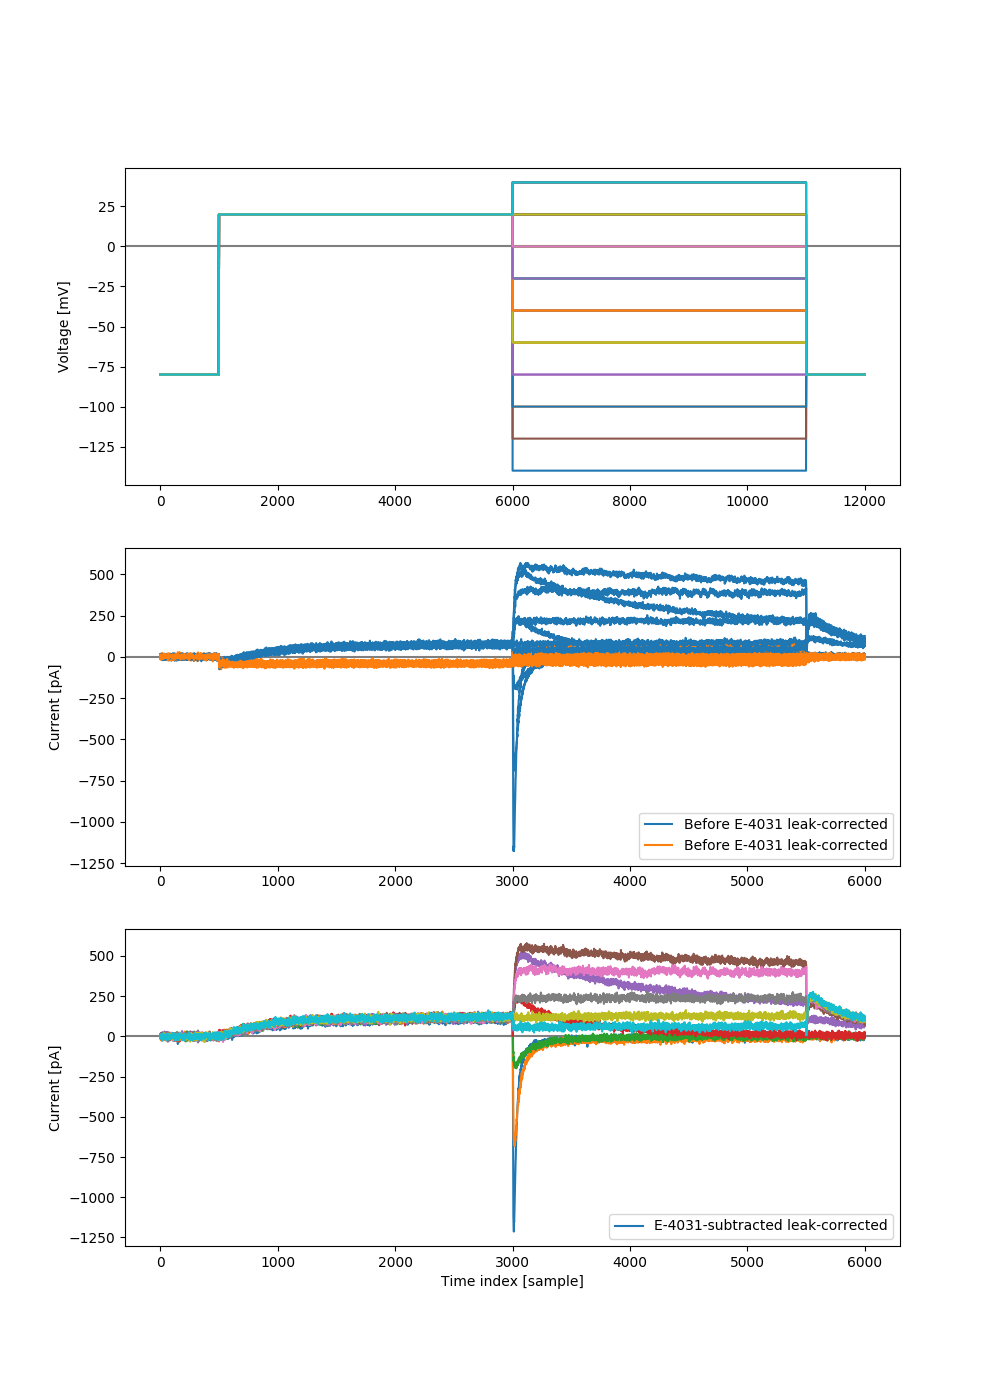 25
0
−25
−50
−75
−100
−125
Voltage [mV]
0 2000 4000 6000 8000 10000 12000
500
250
0
−250
−500
−750
−1000
−1250
Current [pA]
Before E-4031 leak-corrected
Before E-4031 leak-corrected
0 1000 2000 3000 4000 5000 6000
500
250
0
−250
−500
−750
−1000
−1250
Current [pA]
E-4031-subtracted leak-corrected
0 1000 2000 3000 4000 5000 6000
Time index [sample]